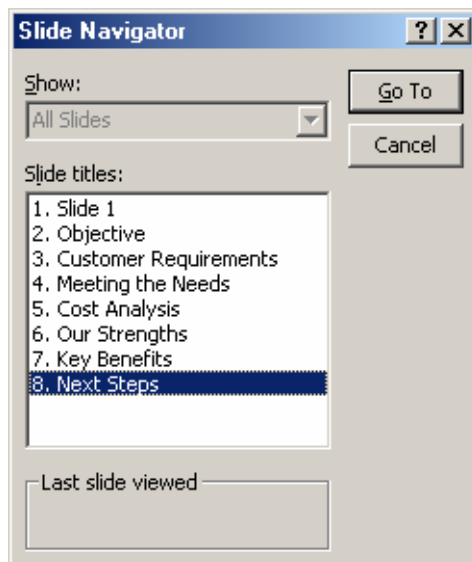 Slide Navigator
Show:
Go To
All Slides
Cancel
Slide titles:
1. Slide 1
2. Objective
3. Customer Requirements
4. Meeting the Needs
5. Cost Analysis
6. Our Strengths
7. Key Benefits
8. Next Steps
Last slide viewed